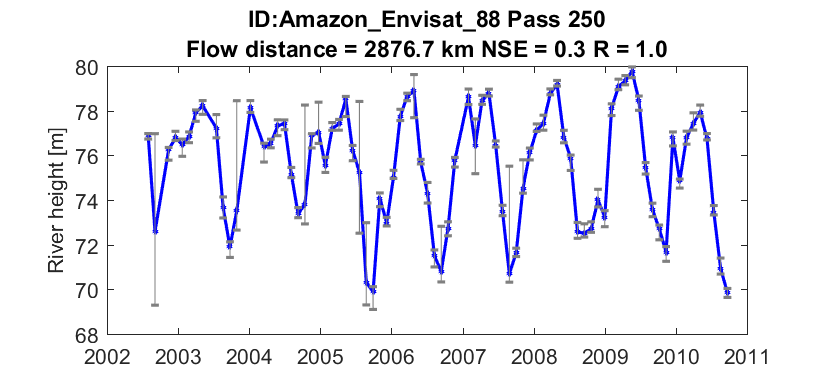 ID:Amazon_Envisat_88 Pass 250
Flow distance = 2876.7 km NSE = 0.3 R = 1.0
River height [m]
80
78
76
74
72
70
68
2002 2003 2004 2005 2006 2007 2008 2009 2010 2011